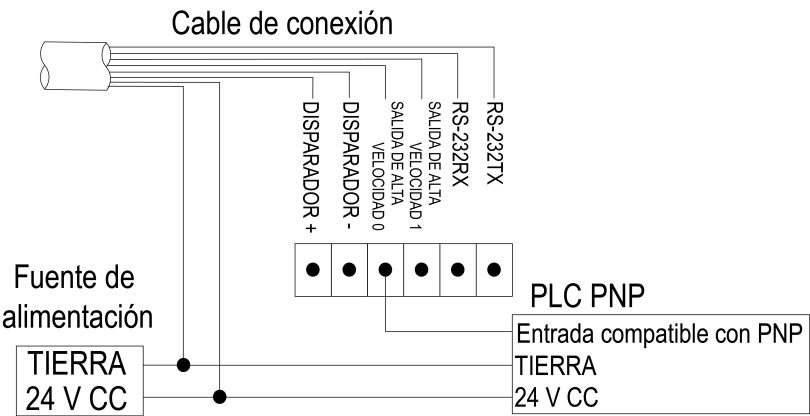 Cable de conexión
DISPARADOR +
DISPARADOR -
SALIDA DE ALTA
VELOCIDAD 0
SALIDA DE ALTA
VELOCIDAD 1
RS-232RX
RS-232TX
Fuente de
alimentación
TIERRA
24 V CC
PLC PNP
Entrada compatible con PNP
TIERRA
24 V CC